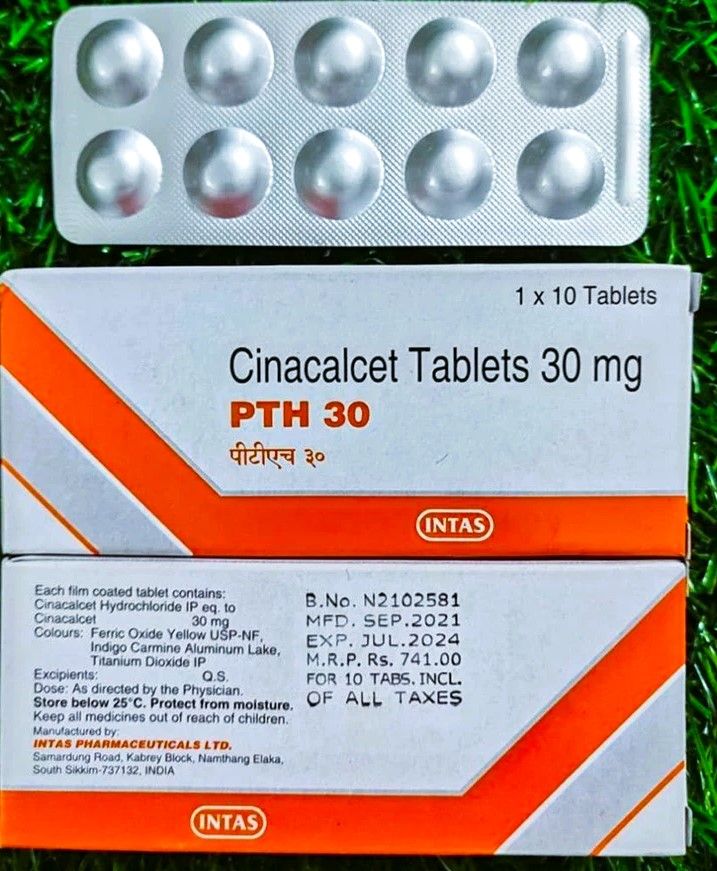 1 x 10 Tablets
Cinacalcet Tablets 30 mg
PTH 30
पीटीएच ३०
INTAS
Each film coated tablet contains:
Cinacalcet Hydrochloride IP eq. to
Cinacalcet 30 mg
Colours: Ferric Oxide Yellow USP-NF,
Indigo Carmine Aluminum Lake,
Titanium Dioxide IP
Excipients: Q.S.
Dose: As directed by the Physician.
Store below 25°C. Protect from moisture.
Keep all medicines out of reach of children.
Manufactured by:
INTAS PHARMACEUTICALS LTD.
Samardung Road, Kabrey Block, Namthang Elaka,
South Sikkim-737132, INDIA
B.No. N2102581
MFD. SEP.2021
EXP. JUL.2024
M.R.P. Rs. 741.00
FOR 10 TABS. INCL.
OF ALL TAXES
INTAS